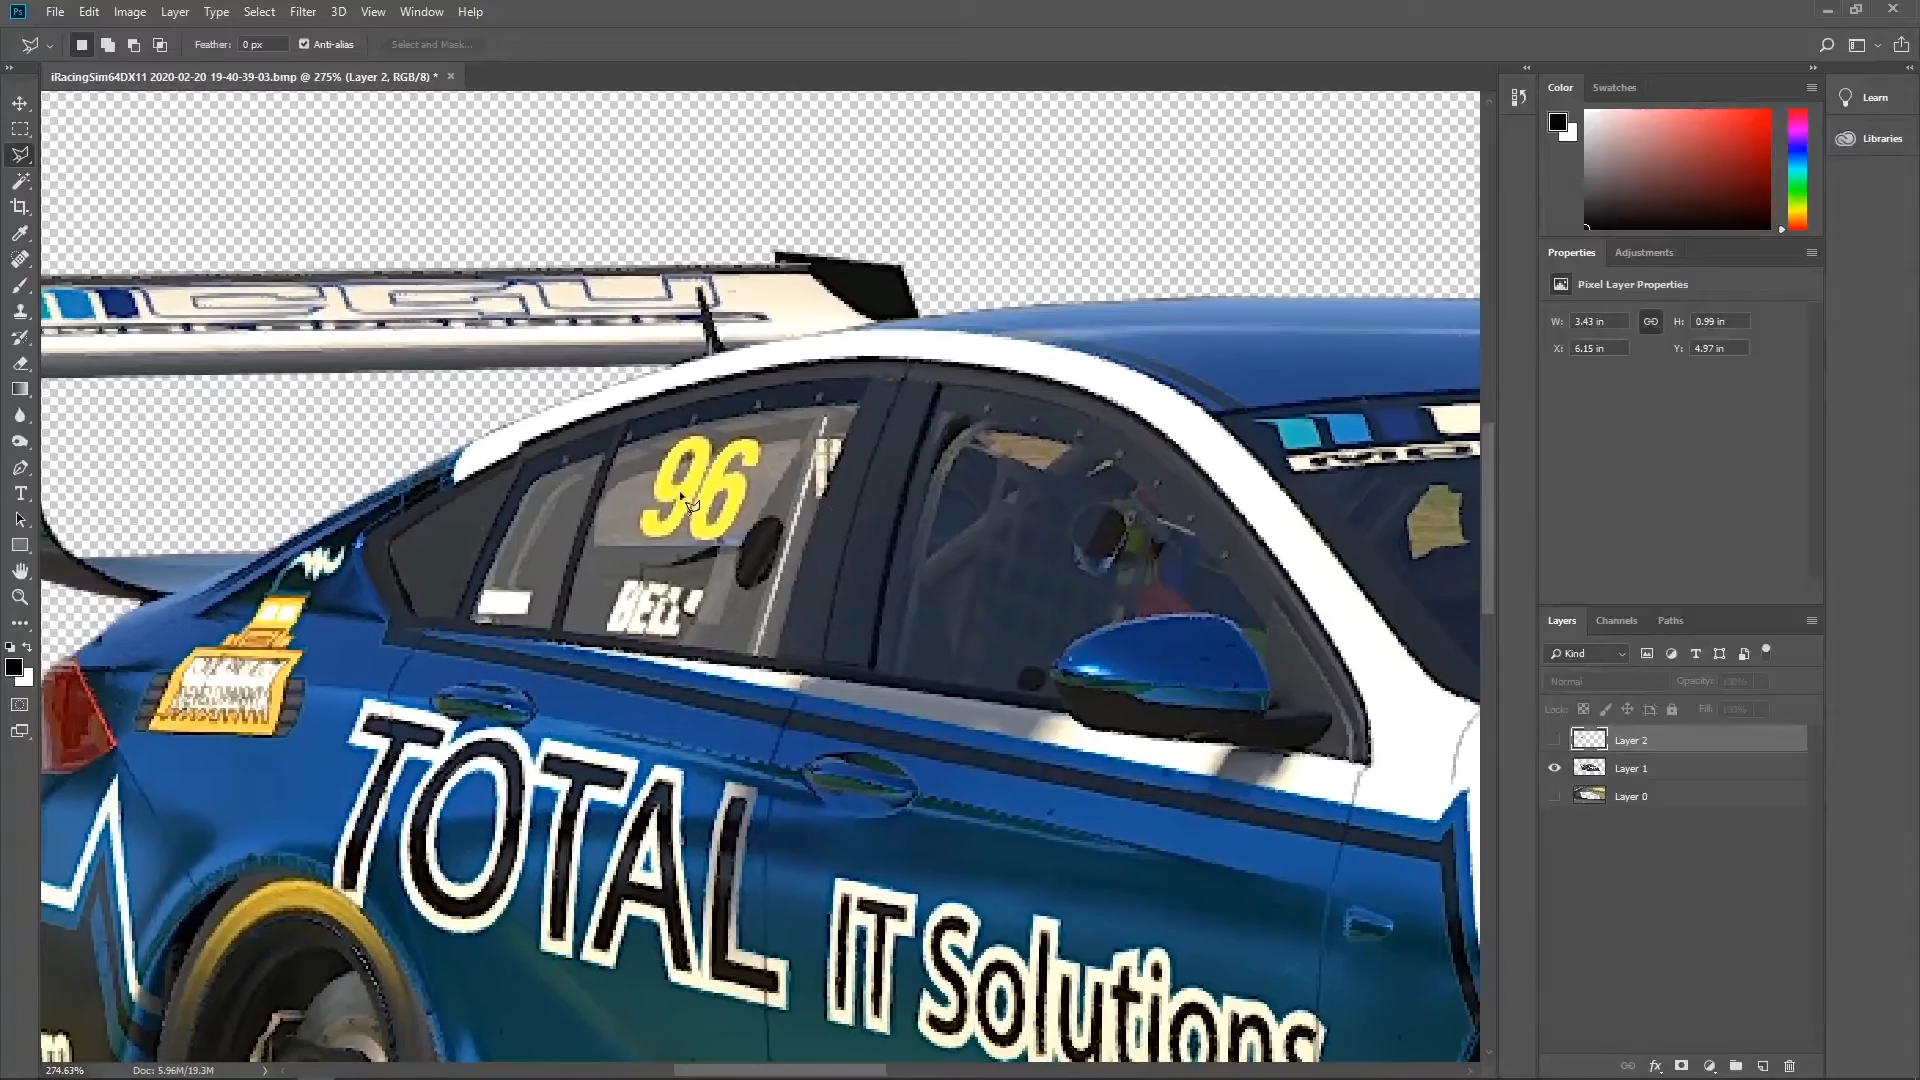 Ps File Edit Image Layer Type Select Filter 3D View Window Help
Feather: 0 px Anti-alias Select and Mask...
iRacingSim64DX11 2020-02-20 19-40-39-03.bmp @ 275% (Layer 2, RGB/8) *
Color Swatches
Learn
Libraries
Properties Adjustments
Pixel Layer Properties
W: 3.43 in H: 0.99 in
X: 6.15 in Y: 4.97 in
96
TOTAL
IT Solutions
Layers Channels Paths
Kind
Normal Opacity: 100%
Lock: Fill: 100%
Layer 2
Layer 1
Layer 0
274.63% Doc: 5.96M/19.3M